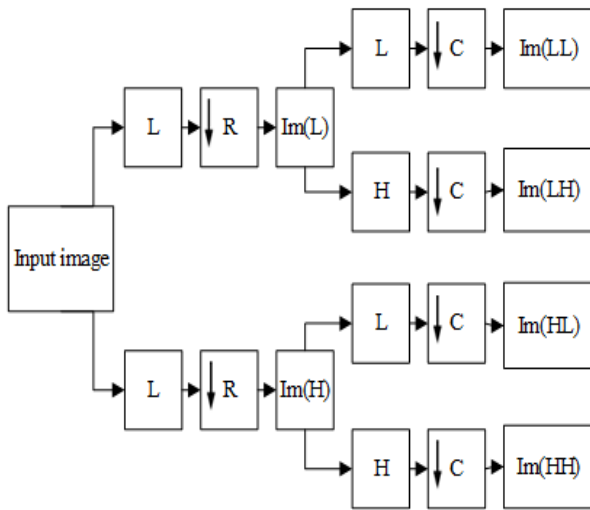 L
C
Im(LL)
L
R
Im(L)
H
C
Im(LH)
Input image
L
C
Im(HL)
L
R
Im(H)
H
C
Im(HH)